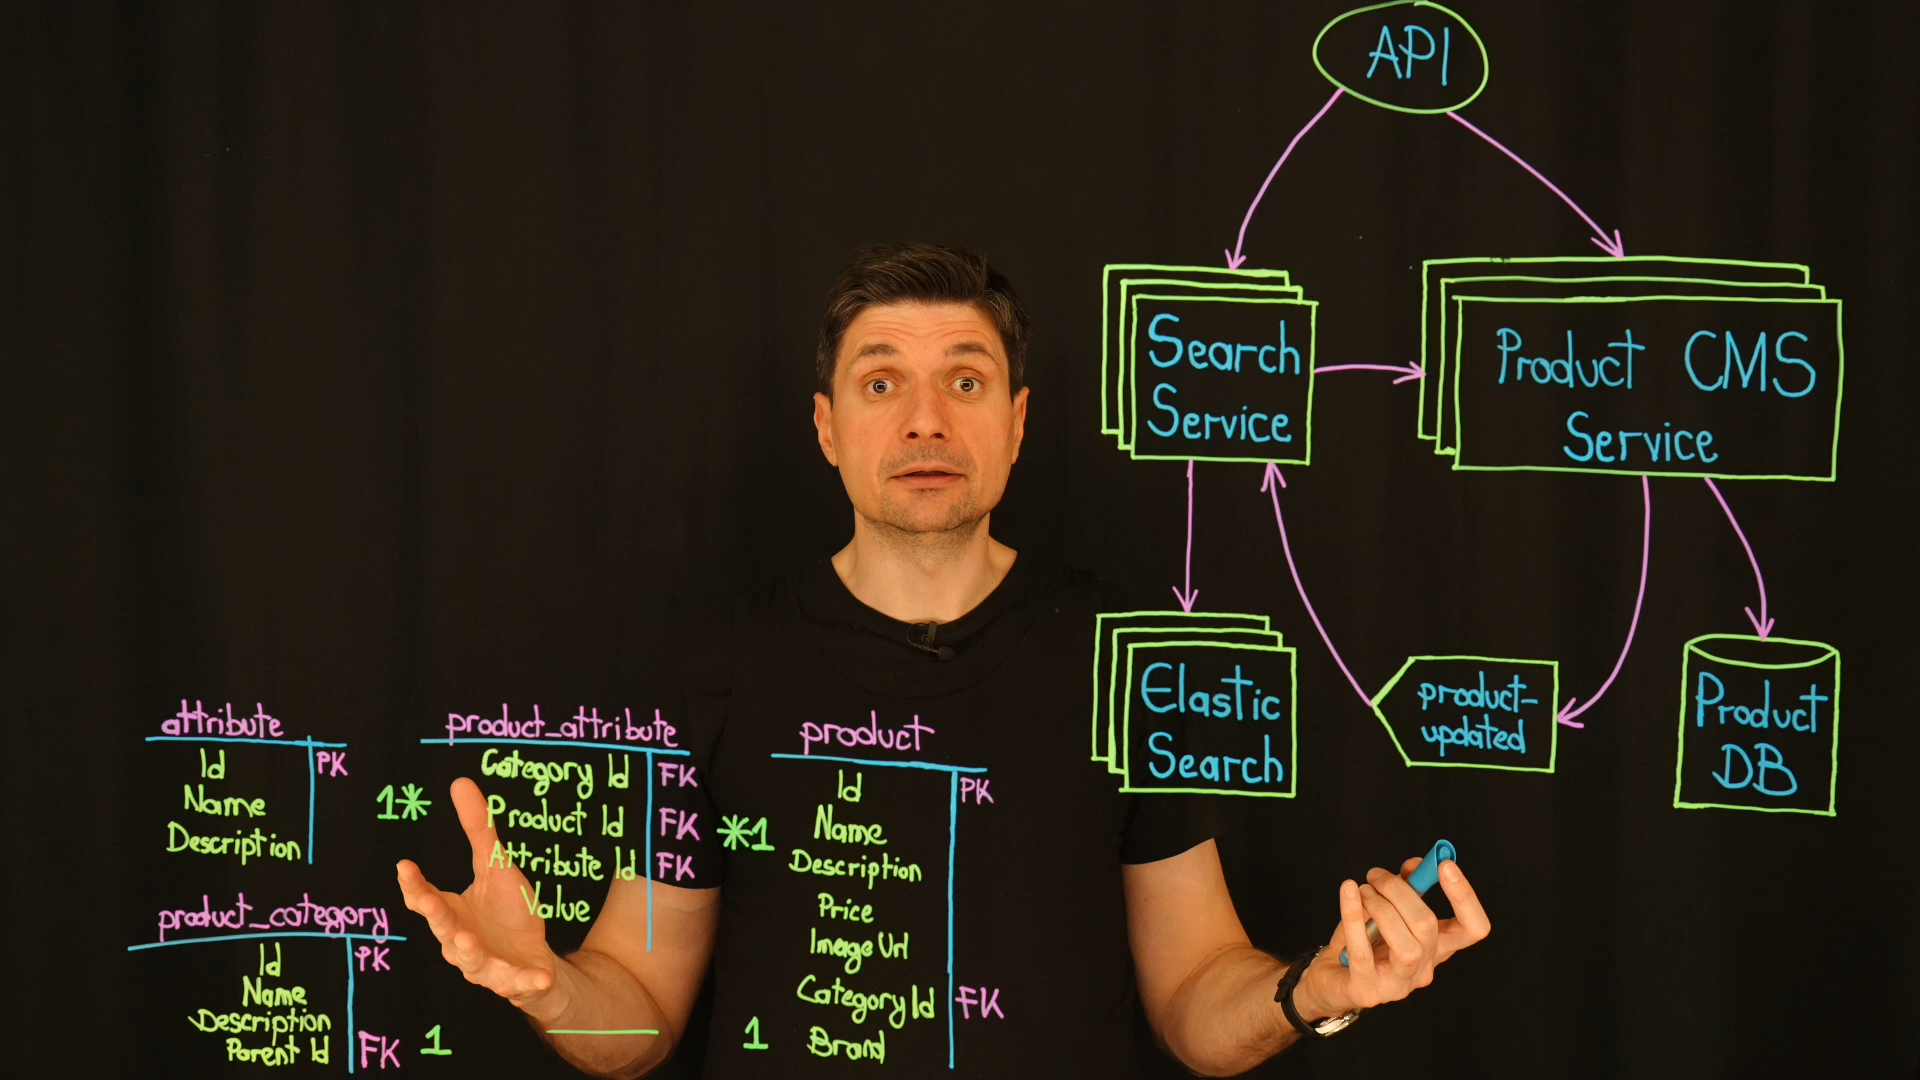 API
Search
Service
Product CMS
Service
Elastic
Search
product-
updated
Product
DB
attribute
Id PK
Name
Description
product_attribute
Category Id FK
Product Id FK
Attribute Id FK
Value
1*
*1
product
Id PK
Name
Description
Price
Image Url
Category Id FK
Brand
product_category
Id PK
Name
Description
Parent Id FK
1
1